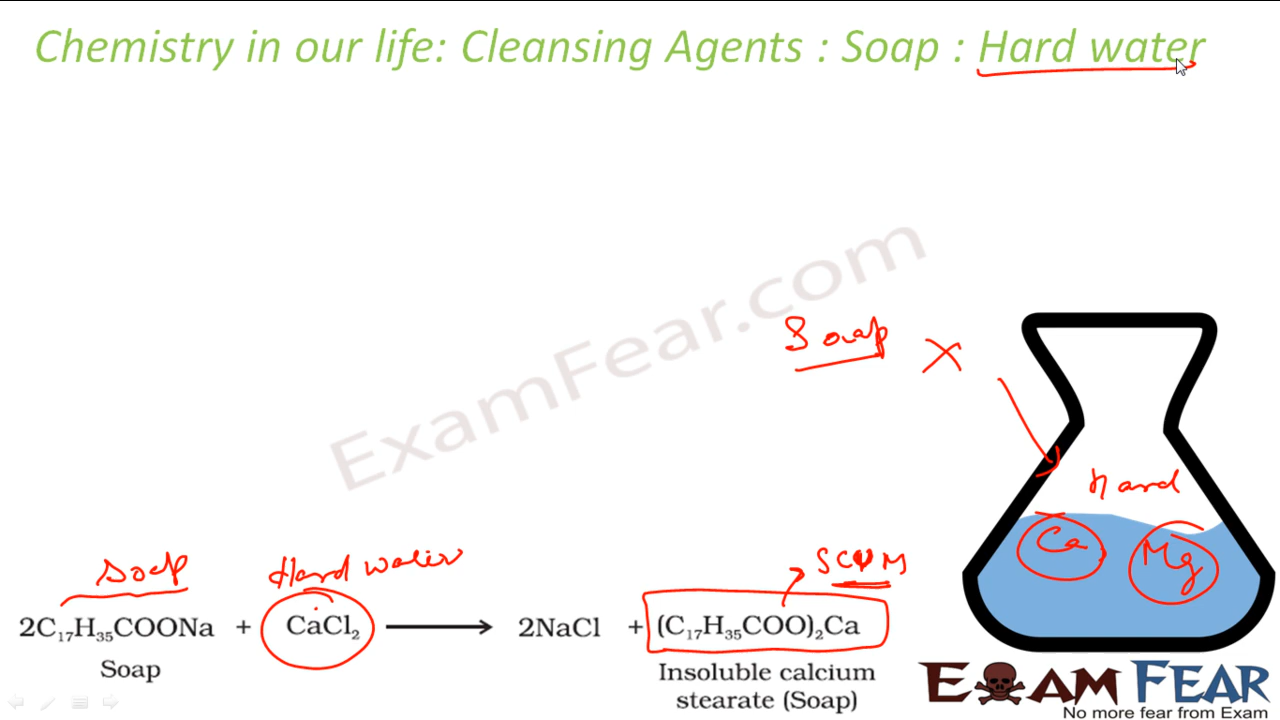 Chemistry in our life: Cleansing Agents : Soap : Hard water
ExamFear.com
Soap
Hard
Ca, Mg
Soap
Hard water
SCUM
2C₁₇H₃₅COONa + CaCl₂ → 2NaCl + (C₁₇H₃₅COO)₂Ca
Soap
Insoluble calcium
stearate (Soap)
EXAM FEAR
No more fear from Exam